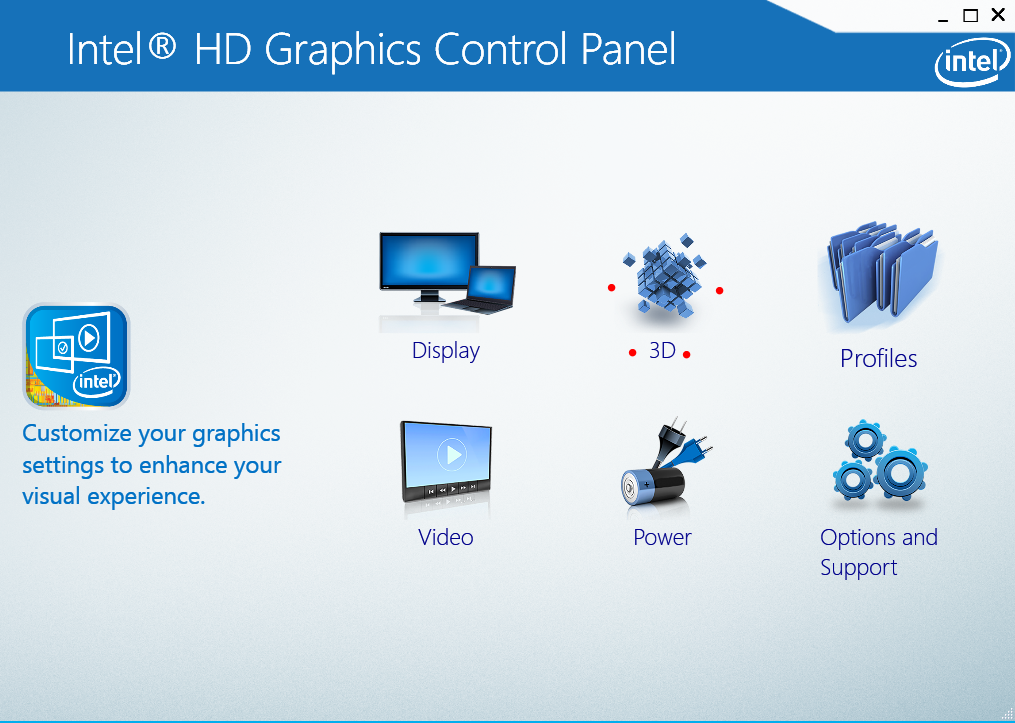 Intel® HD Graphics Control Panel
intel
Display
3D
Profiles
intel
Customize your graphics
settings to enhance your
visual experience.
Video
Power
Options and
Support